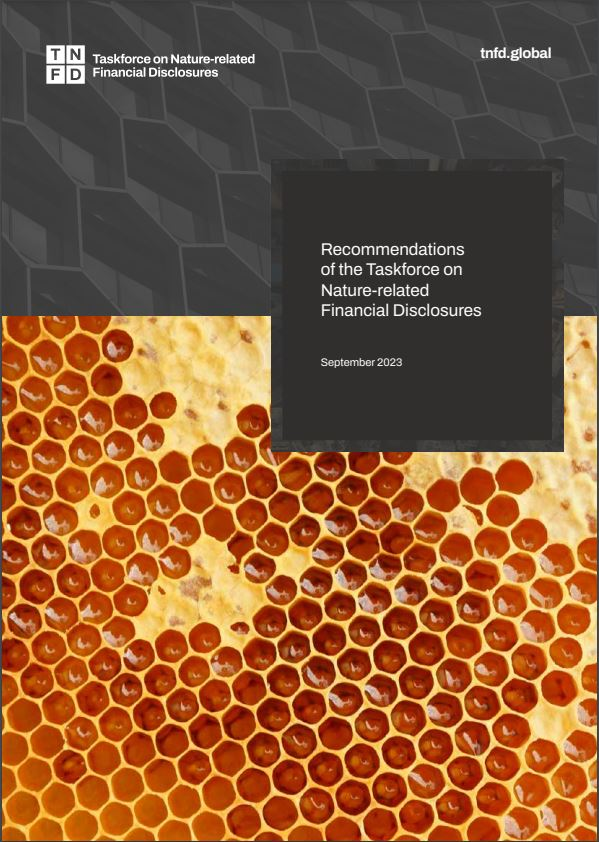 T N
F D
Taskforce on Nature-related
Financial Disclosures
tnfd.global
Recommendations
of the Taskforce on
Nature-related
Financial Disclosures
September 2023